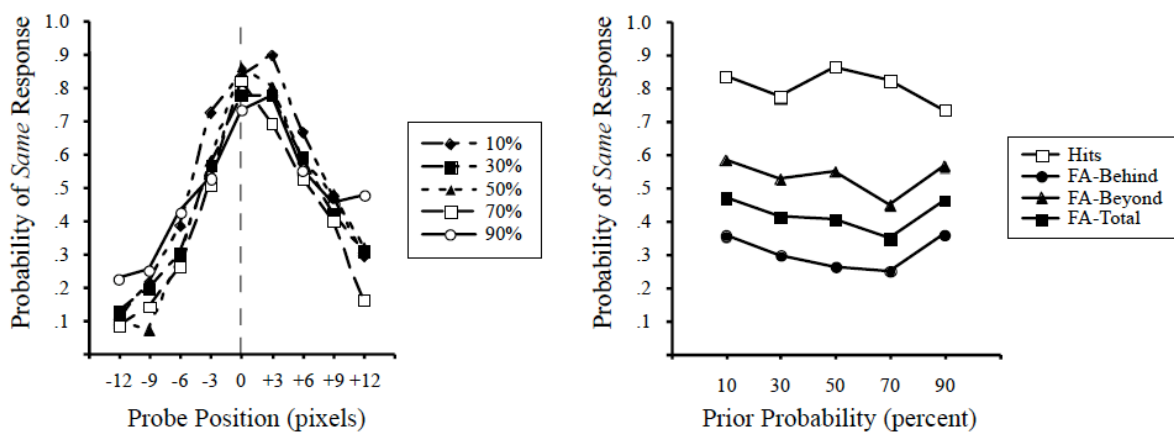 Probability of Same Response
1.0
.9
.8
.7
.6
.5
.4
.3
.2
.1
-12 -9 -6 -3 0 +3 +6 +9 +12
Probe Position (pixels)
10%
30%
50%
70%
90%
Probability of Same Response
1.0
.9
.8
.7
.6
.5
.4
.3
.2
.1
10 30 50 70 90
Prior Probability (percent)
Hits
FA-Behind
FA-Beyond
FA-Total